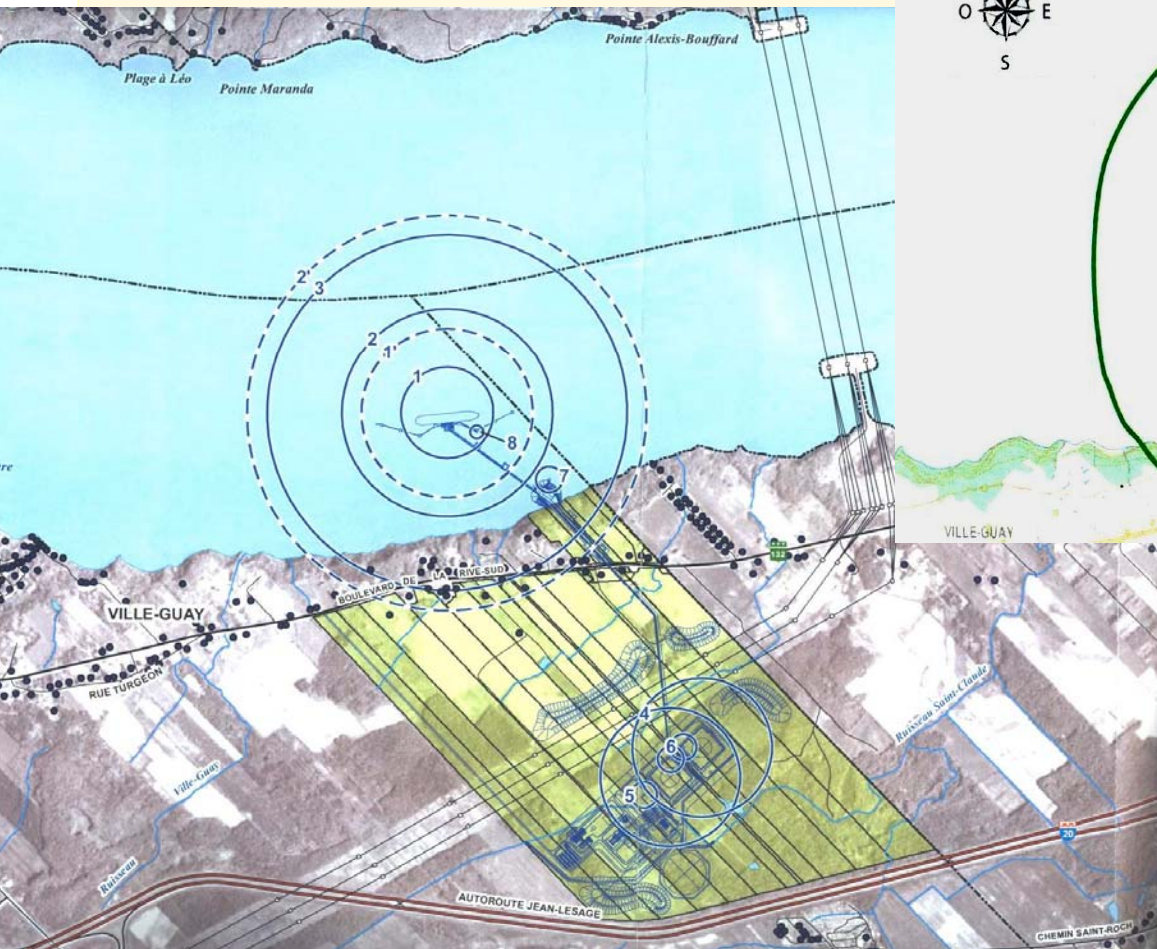 Plage à Léo
Pointe Maranda
Pointe Alexis-Bouffard
O E
S
2'
3
2
1'
1
8
7
re
132
VILLE-GUAY
BOULEVARD DE LA RIVE-SUD
VILLE-GUAY
RUE TURGEON
Ruisseau Saint-Claude
4
6
5
Ruisseau Ville-Guay
20
AUTOROUTE JEAN-LESAGE
CHEMIN SAINT-ROCH